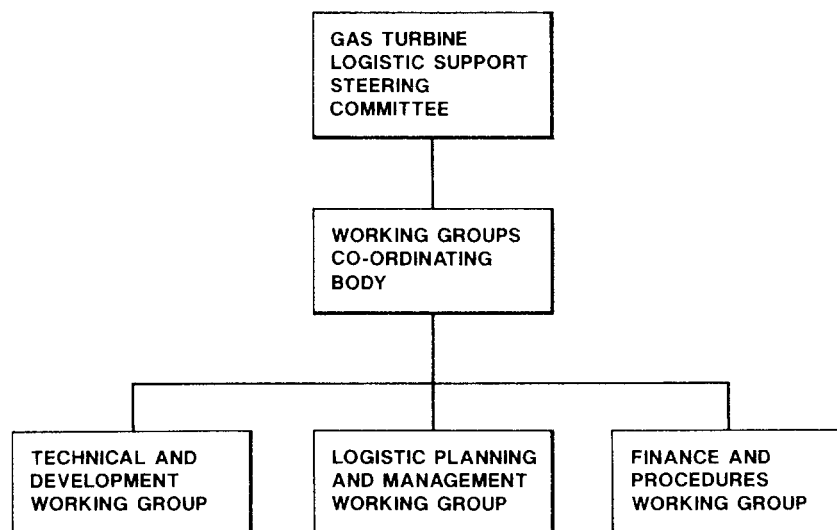 GAS TURBINE
LOGISTIC SUPPORT
STEERING
COMMITTEE
WORKING GROUPS
CO-ORDINATING
BODY
TECHNICAL AND
DEVELOPMENT
WORKING GROUP
LOGISTIC PLANNING
AND MANAGEMENT
WORKING GROUP
FINANCE AND
PROCEDURES
WORKING GROUP